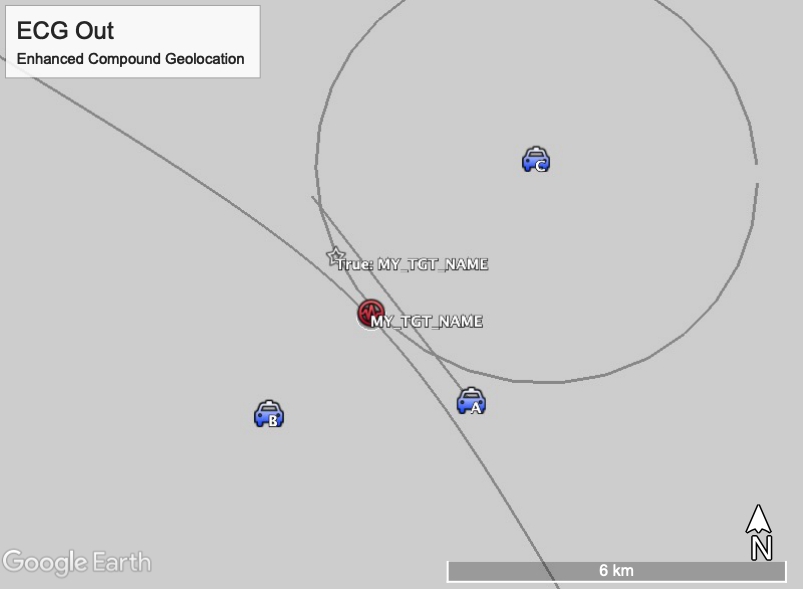 ECG Out
Enhanced Compound Geolocation
C
True: MY_TGT_NAME
MY_TGT_NAME
A
B
N
Google Earth
6 km